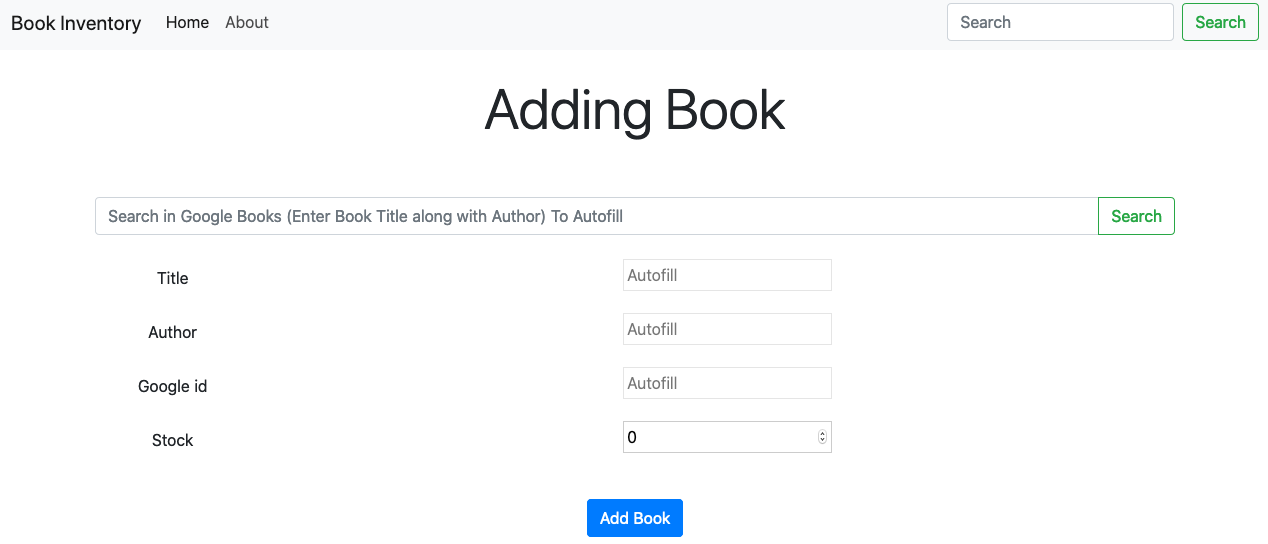 Book Inventory Home About Search Search
Adding Book
Search in Google Books (Enter Book Title along with Author) To Autofill Search
Title Autofill
Author Autofill
Google id Autofill
Stock 0
Add Book